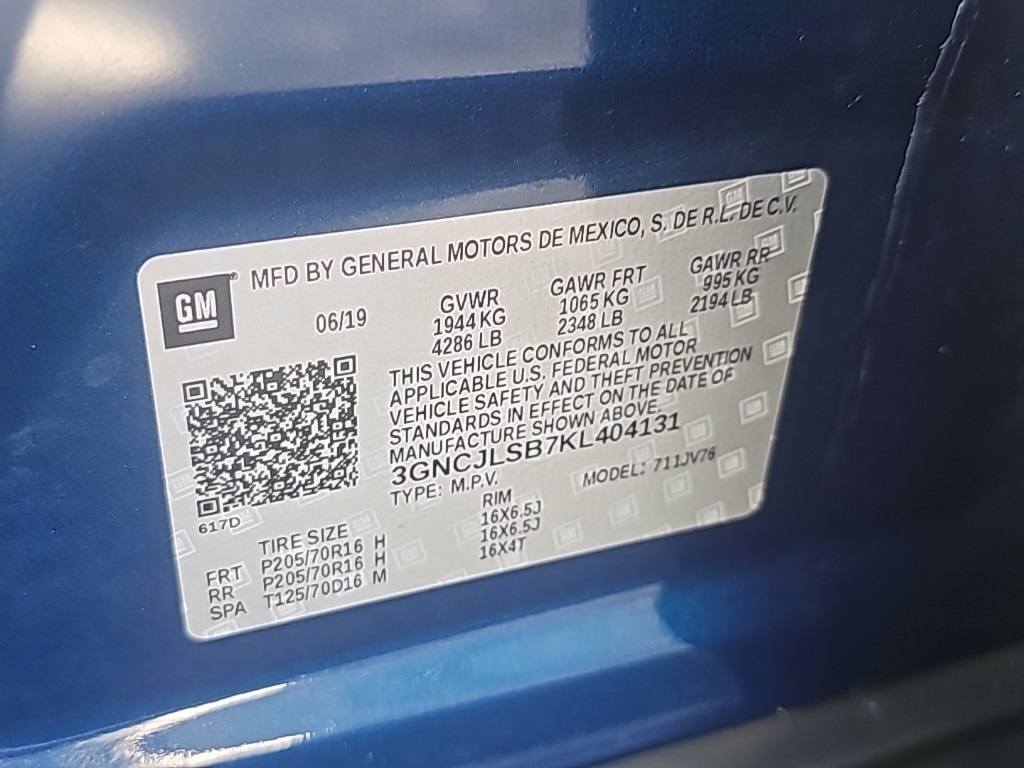 GM® MFD BY GENERAL MOTORS DE MEXICO, S. DE R.L. DE C.V.
06/19
GVWR
1944 KG
4286 LB
GAWR FRT
1065 KG
2348 LB
GAWR RR
995 KG
2194 LB
THIS VEHICLE CONFORMS TO ALL
APPLICABLE U.S. FEDERAL MOTOR
VEHICLE SAFETY AND THEFT PREVENTION
STANDARDS IN EFFECT ON THE DATE OF
MANUFACTURE SHOWN ABOVE.
3GNCJLSB7KL404131
TYPE: M.P.V. MODEL: 711JV76
617D
TIRE SIZE RIM
FRT P205/70R16 H 16X6.5J
RR P205/70R16 H 16X6.5J
SPA T125/70D16 M 16X4T